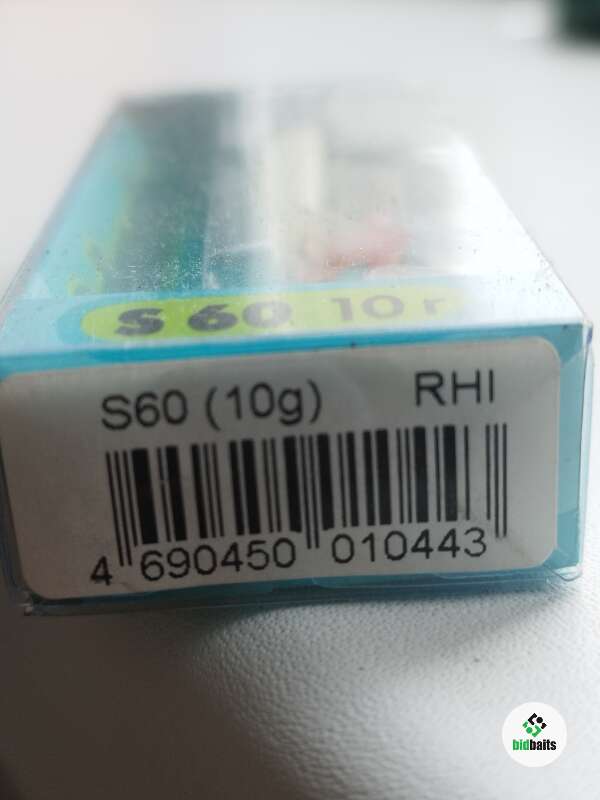 S 60 10 г
S60 (10g) RHI
4 690450 010443
bidbaits